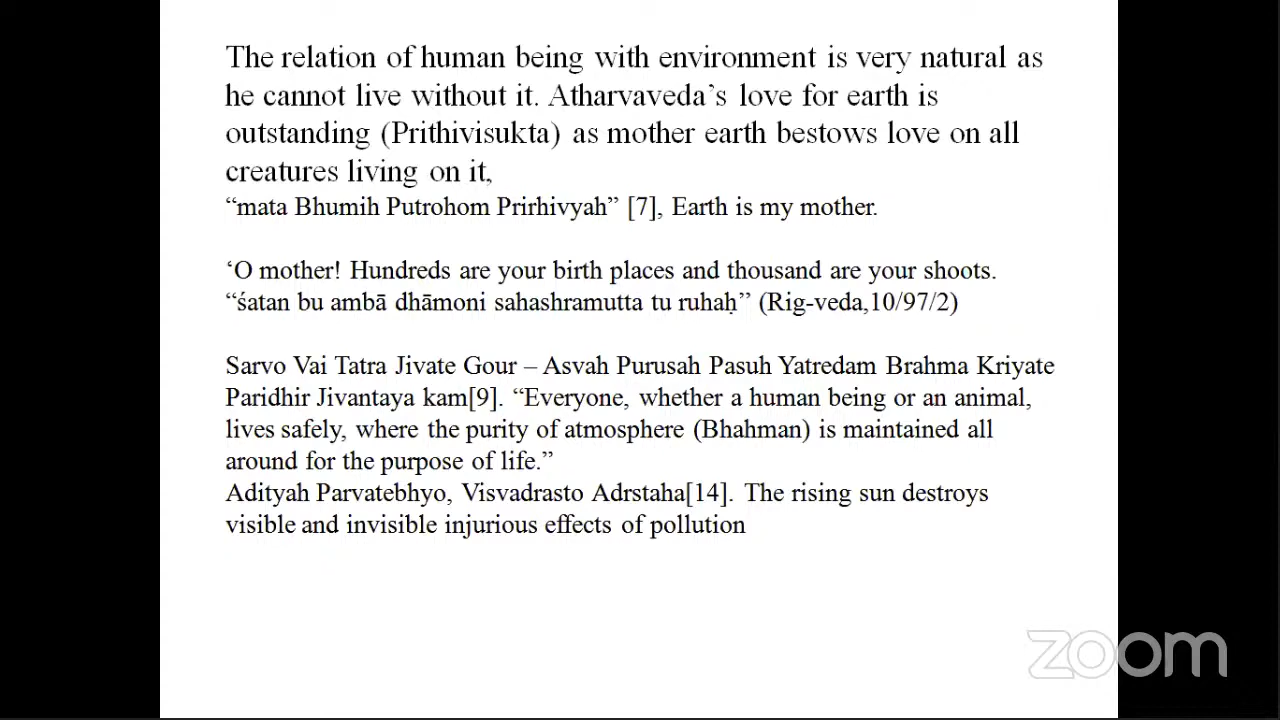 The relation of human being with environment is very natural as
he cannot live without it. Atharvaveda's love for earth is
outstanding (Prithivisukta) as mother earth bestows love on all
creatures living on it,
“mata Bhumih Putrohom Prirhivyah” [7], Earth is my mother.
‘O mother! Hundreds are your birth places and thousand are your shoots.
“śatan bu ambā dhāmoni sahashramutta tu ruhaḥ” (Rig-veda,10/97/2)
Sarvo Vai Tatra Jivate Gour – Asvah Purusah Pasuh Yatredam Brahma Kriyate
Paridhir Jivantaya kam[9]. “Everyone, whether a human being or an animal,
lives safely, where the purity of atmosphere (Bhahman) is maintained all
around for the purpose of life.”
Adityah Parvatebhyo, Visvadrasto Adrstaha[14]. The rising sun destroys
visible and invisible injurious effects of pollution
zoom